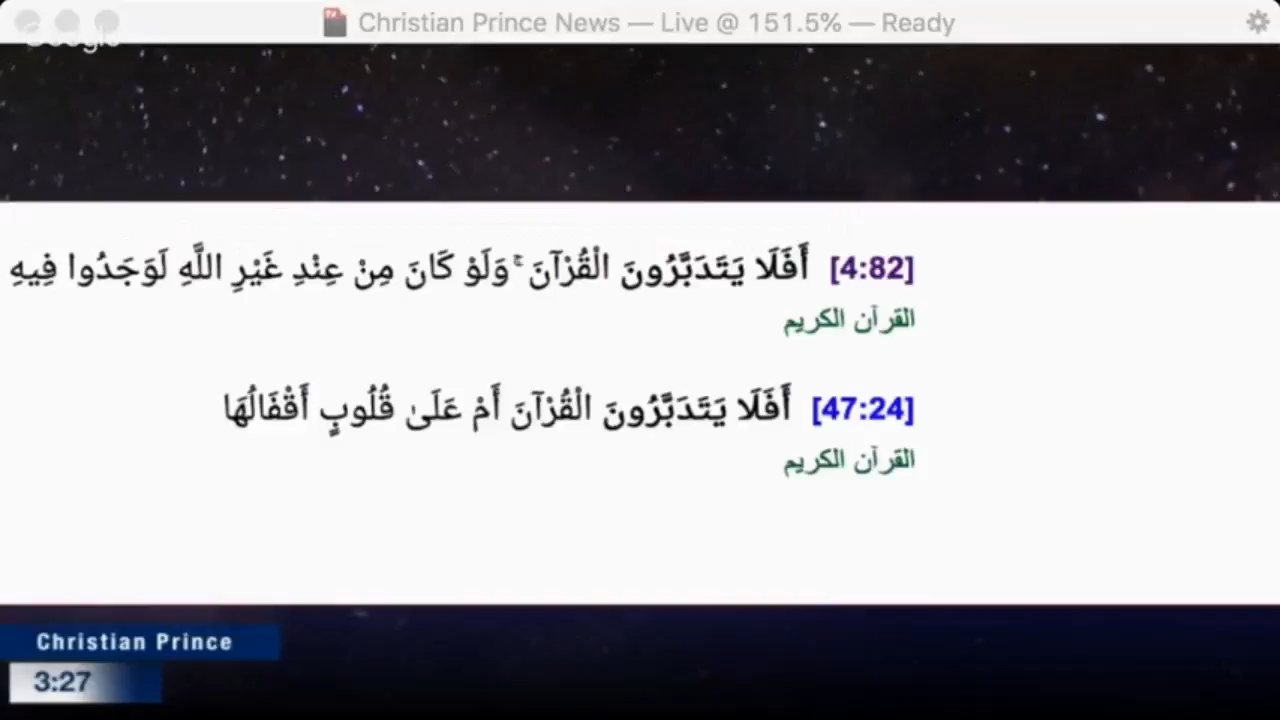 Christian Prince News — Live @ 151.5% — Ready
Google
[4:82] أَفَلَا يَتَدَبَّرُونَ الْقُرْآنَ ۚ وَلَوْ كَانَ مِنْ عِنْدِ غَيْرِ اللَّهِ لَوَجَدُوا فِيهِ
القرآن الكريم
[47:24] أَفَلَا يَتَدَبَّرُونَ الْقُرْآنَ أَمْ عَلَىٰ قُلُوبٍ أَقْفَالُهَا
القرآن الكريم
Christian Prince
3:27